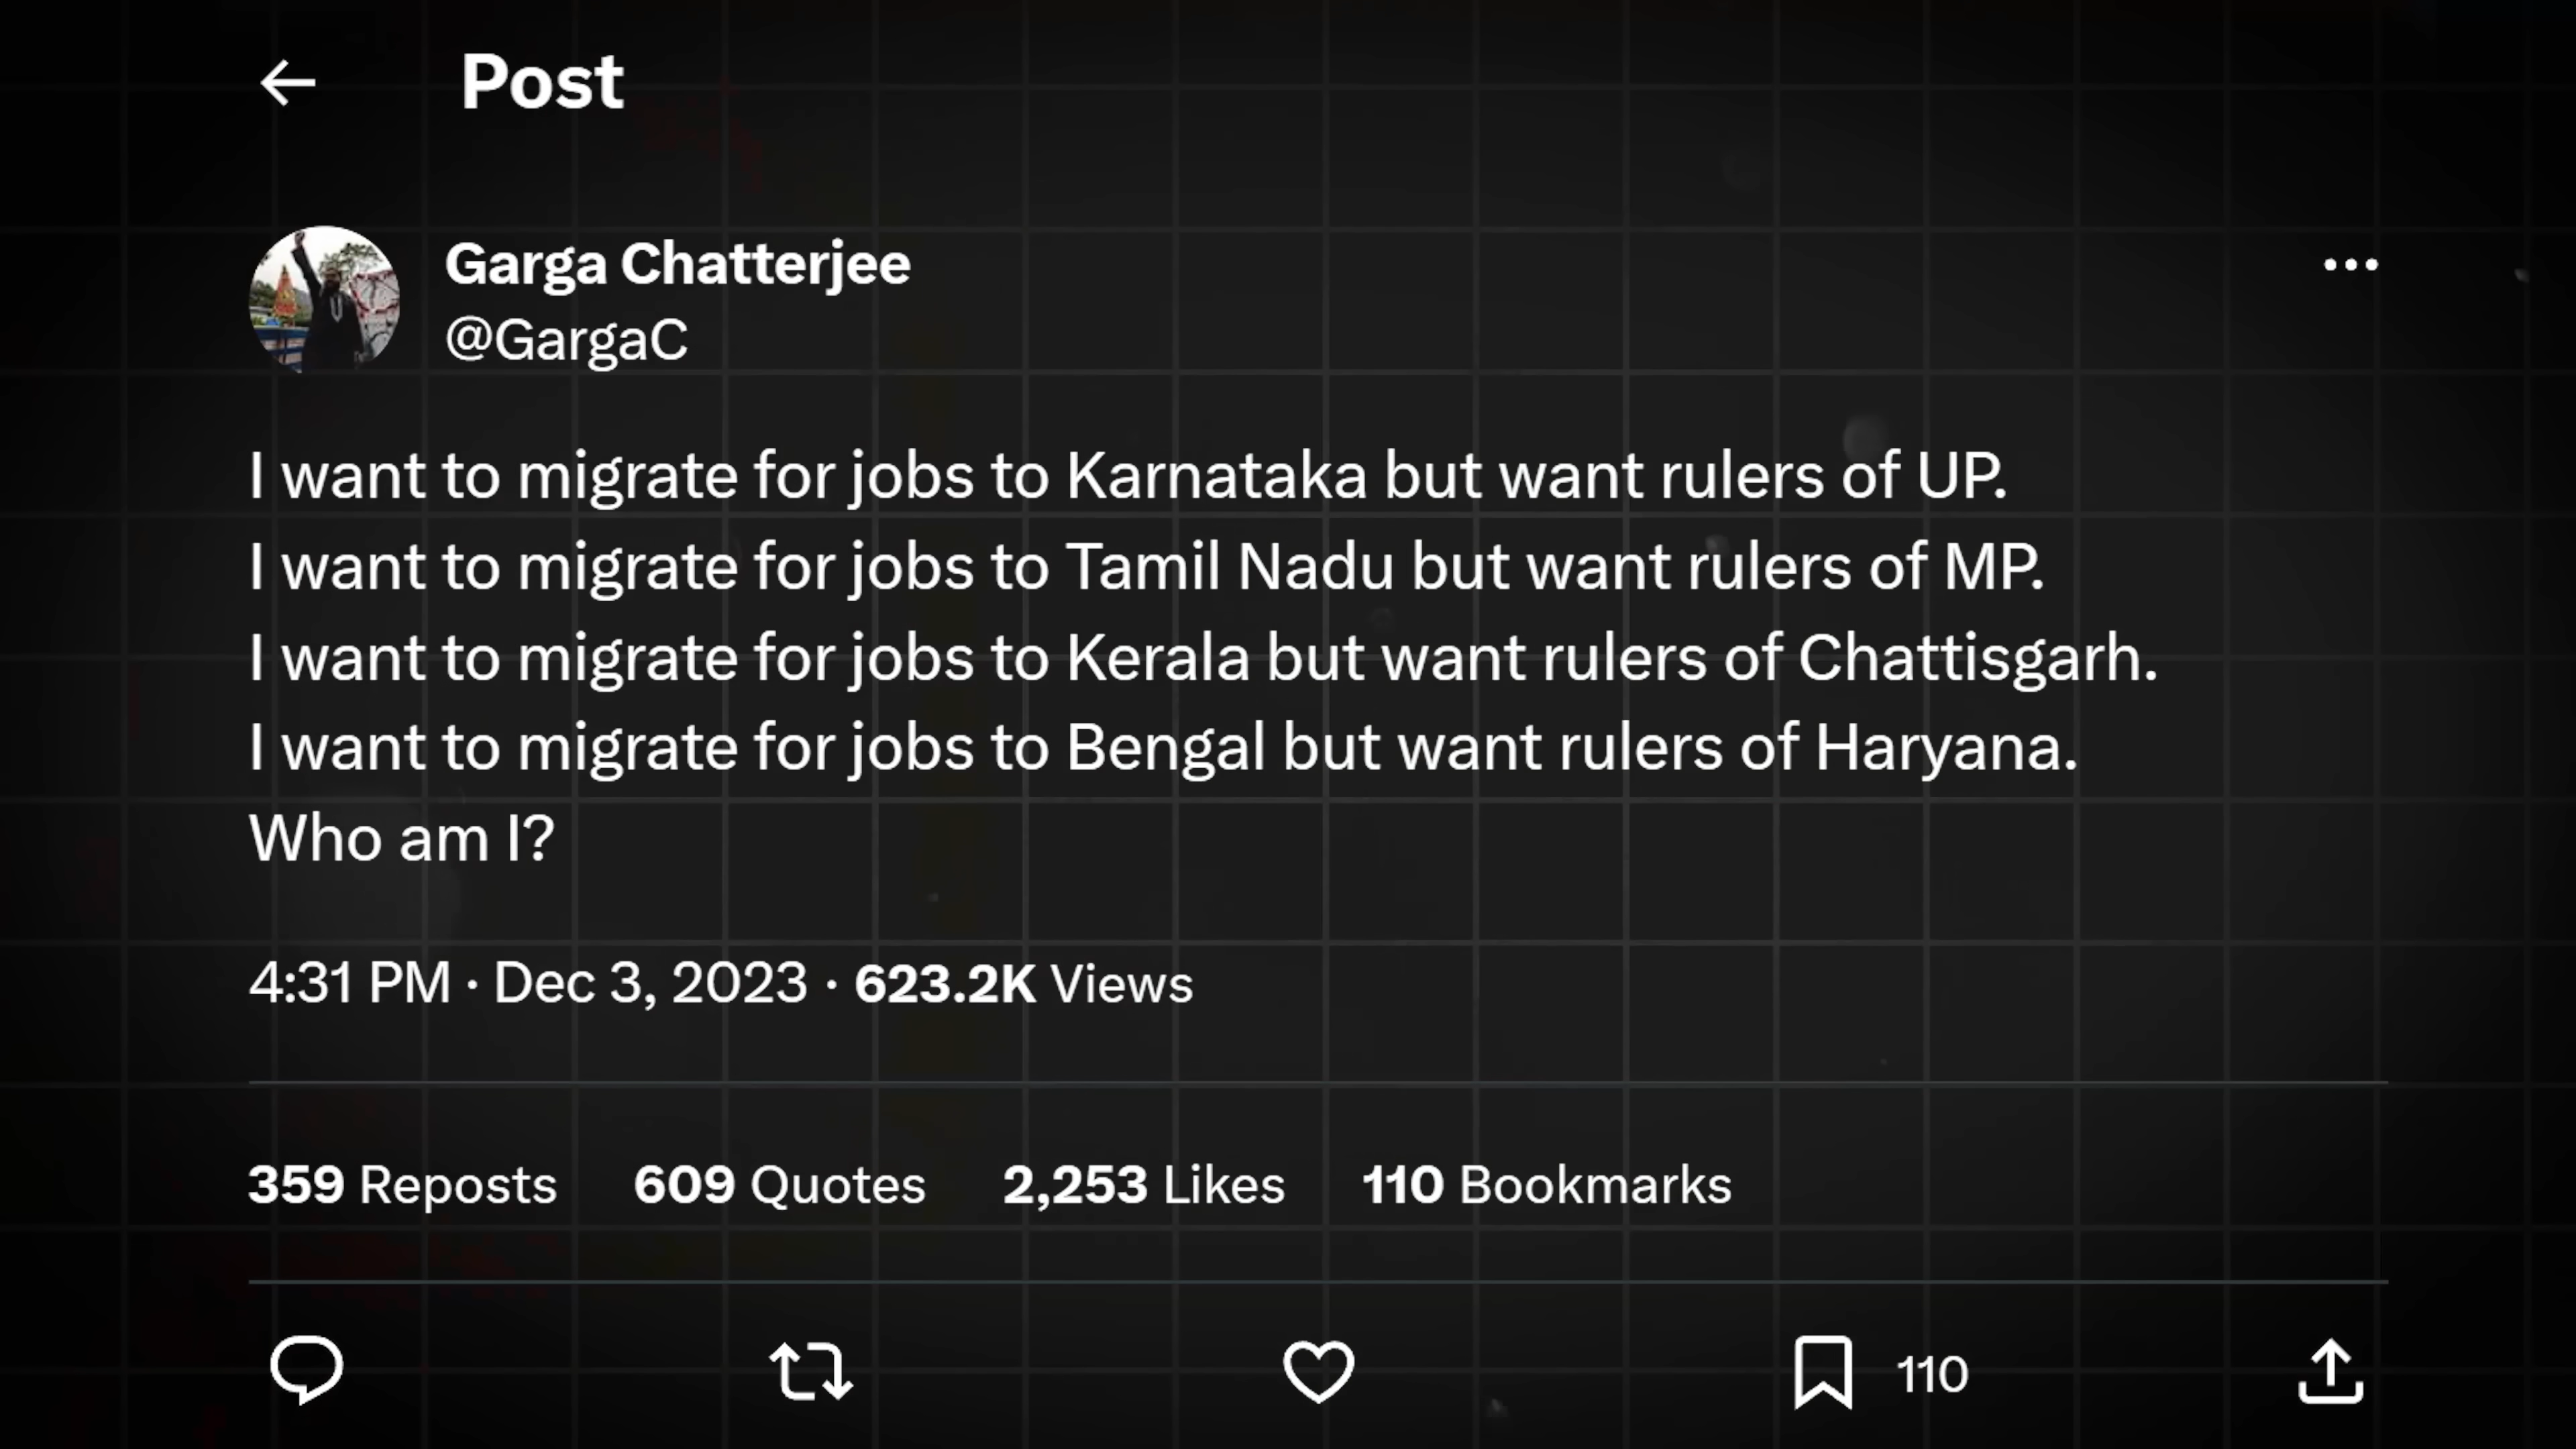 Post
Garga Chatterjee
@GargaC
I want to migrate for jobs to Karnataka but want rulers of UP.
I want to migrate for jobs to Tamil Nadu but want rulers of MP.
I want to migrate for jobs to Kerala but want rulers of Chattisgarh.
I want to migrate for jobs to Bengal but want rulers of Haryana.
Who am I?
4:31 PM · Dec 3, 2023 · 623.2K Views
359 Reposts 609 Quotes 2,253 Likes 110 Bookmarks
110